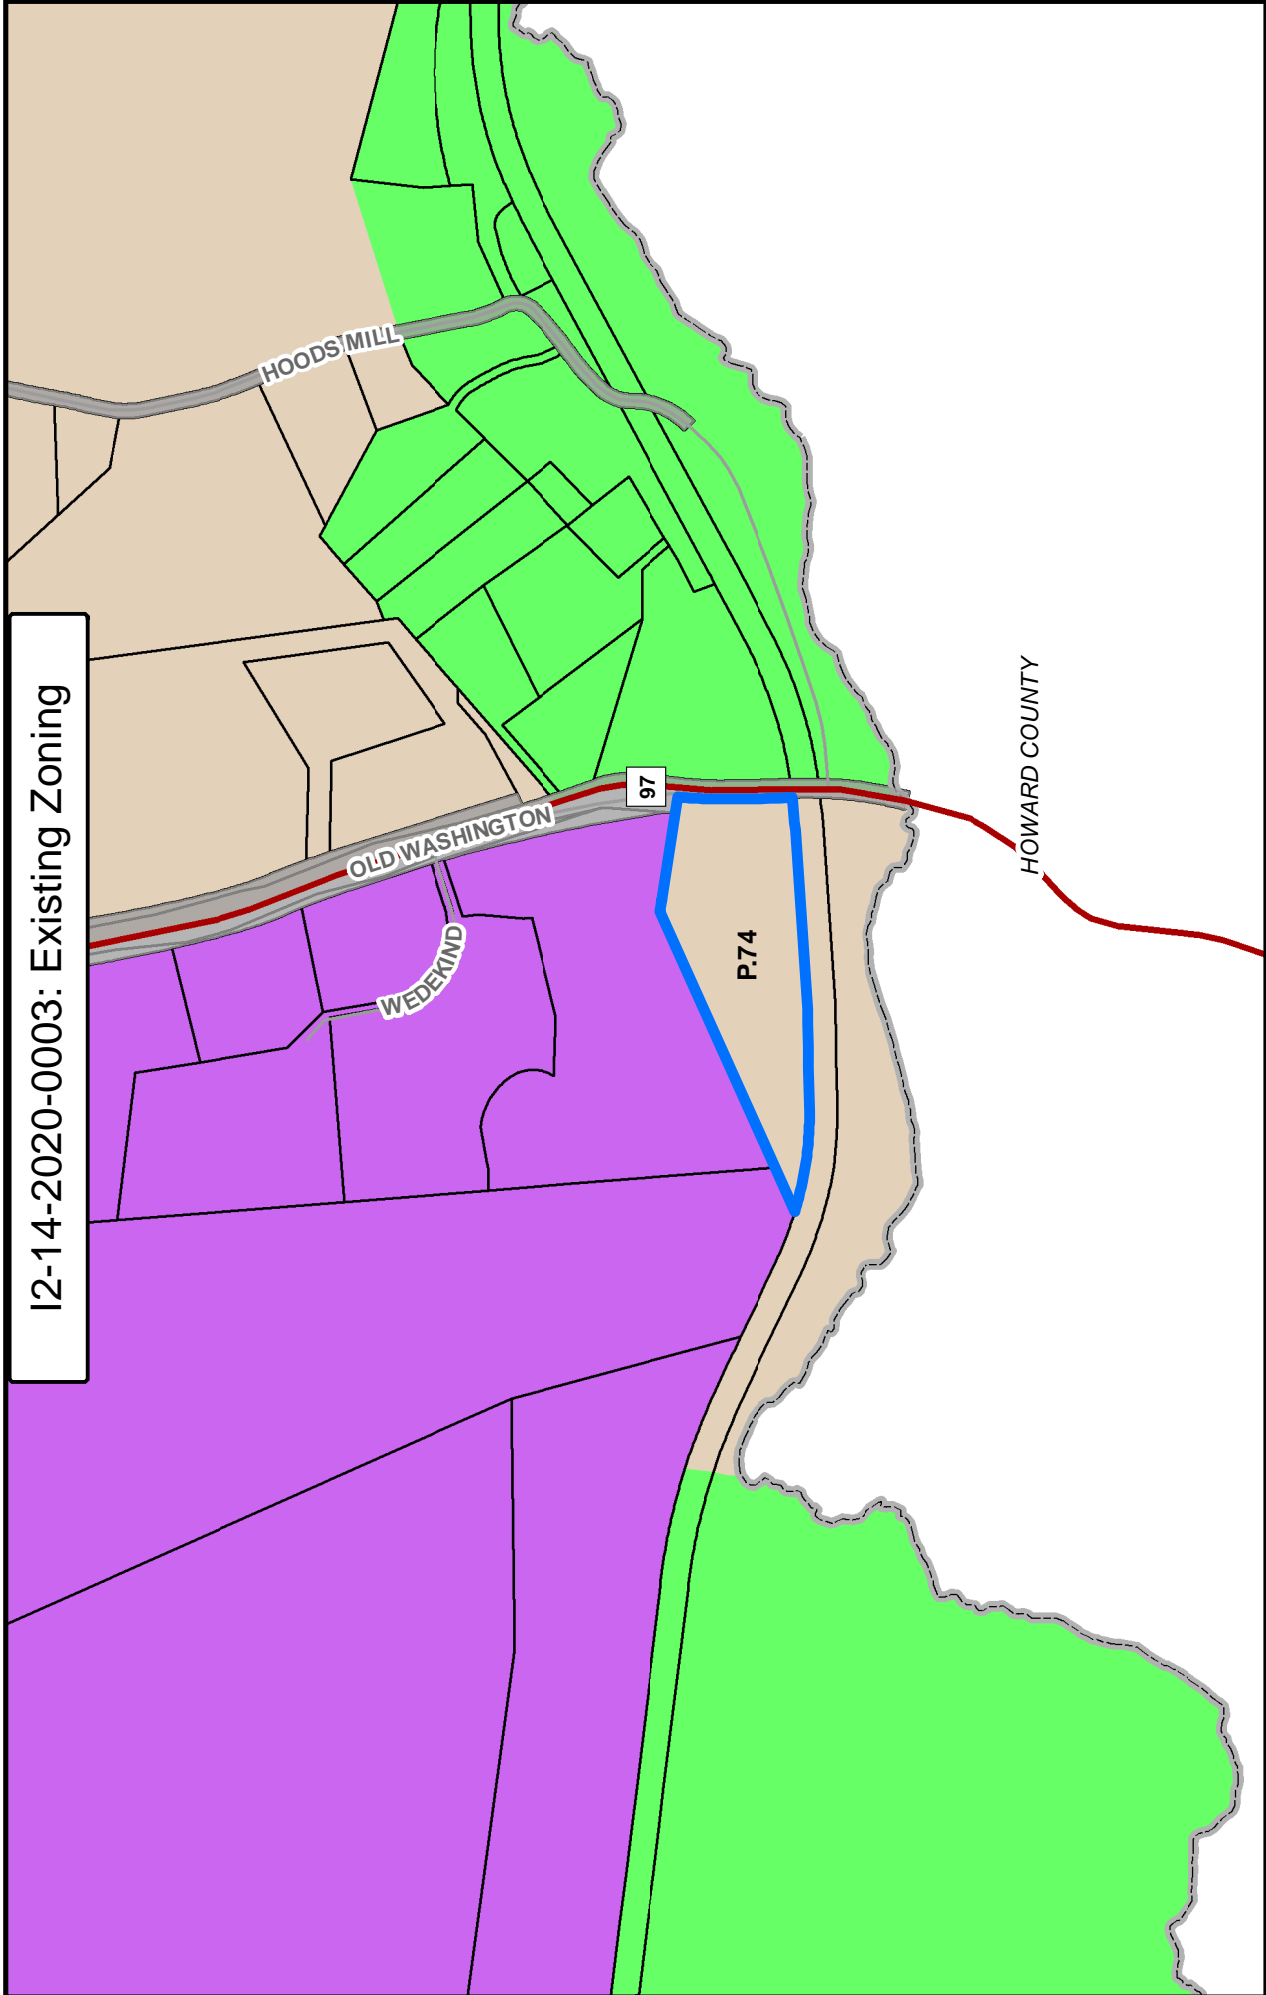 I2-14-2020-0003: Existing Zoning
HOODS MILL
OLD WASHINGTON
97
WEDEKIND
P.74
HOWARD COUNTY